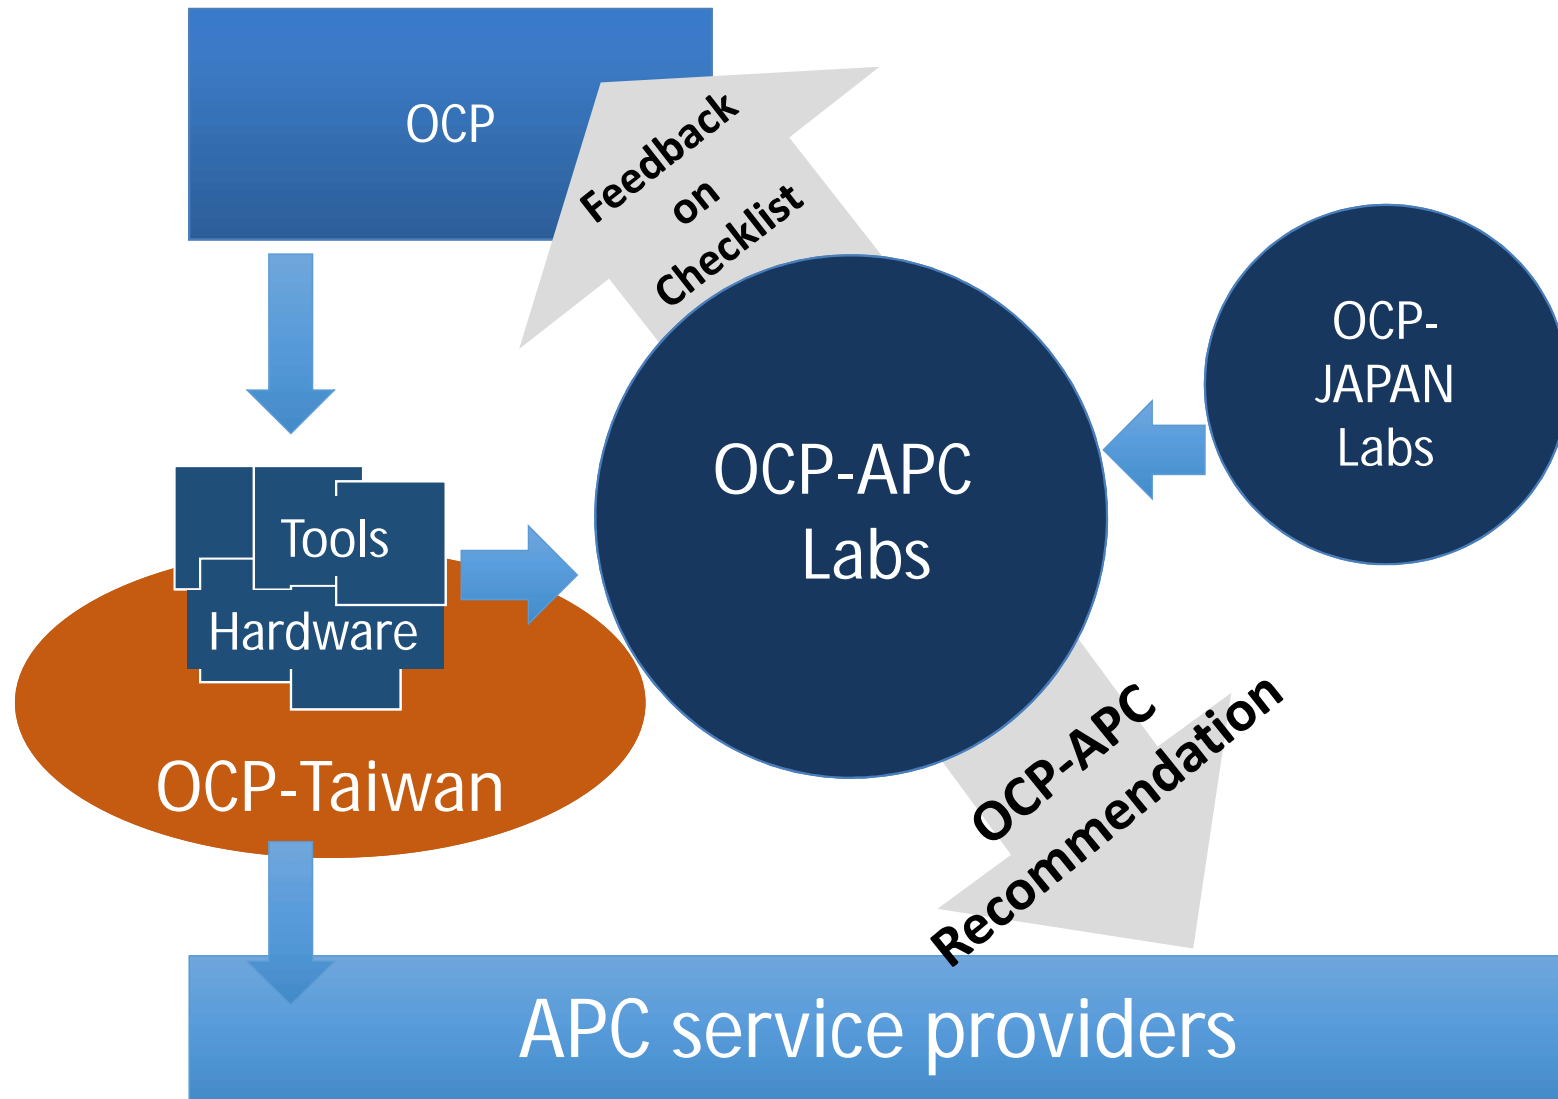 OCP
Feedback
on
Checklist
OCP-
JAPAN
Labs
OCP-APC
Labs
Tools
Hardware
OCP-Taiwan
OCP-APC
Recommendation
APC service providers